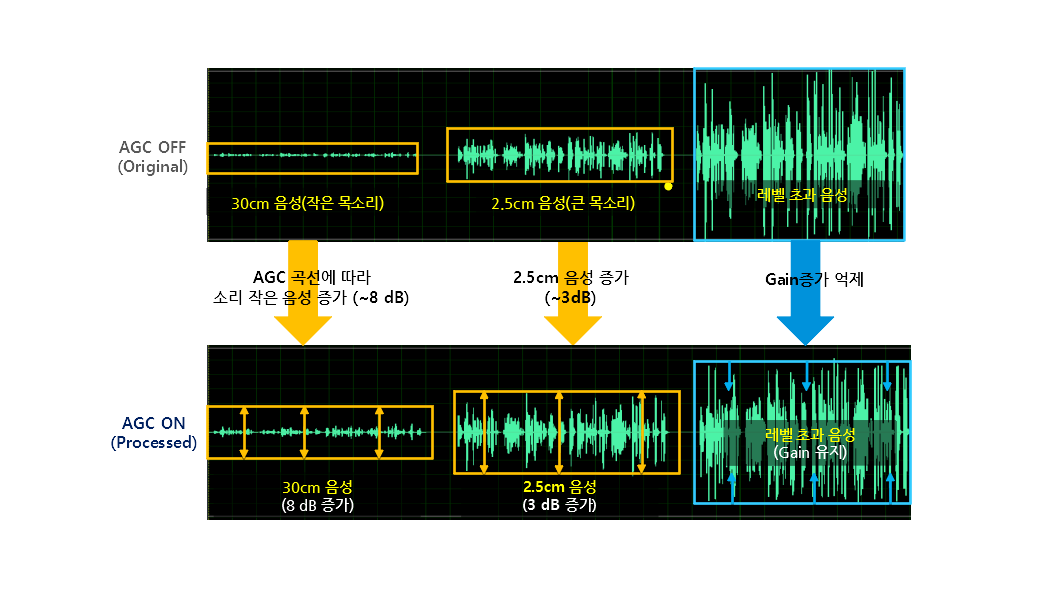 AGC OFF
(Original)
30cm 음성(작은 목소리)
2.5cm 음성(큰 목소리)
레벨 초과 음성
AGC 곡선에 따라
소리 작은 음성 증가 (~8 dB)
2.5cm 음성 증가
(~3dB)
Gain증가 억제
AGC ON
(Processed)
30cm 음성
(8 dB 증가)
2.5cm 음성
(3 dB 증가)
레벨 초과 음성
(Gain 유지)